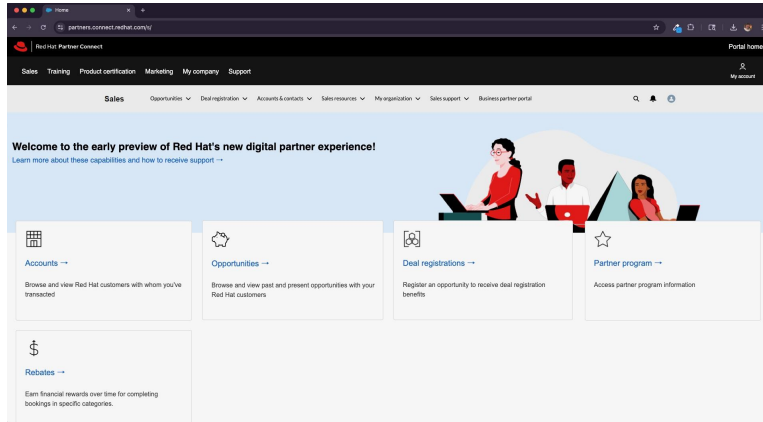 Home
partners.connect.redhat.com/s/
Red Hat Partner Connect
Portal home
Sales Training Product certification Marketing My company Support
My account
Sales Opportunities Deal registration Accounts & contacts Sales resources My organization Sales support Business partner portal
Welcome to the early preview of Red Hat's new digital partner experience!
Learn more about these capabilities and how to receive support →
Accounts →
Browse and view Red Hat customers with whom you've
transacted
Opportunities →
Browse and view past and present opportunities with your
Red Hat customers
Deal registrations →
Register an opportunity to receive deal registration
benefits
Partner program →
Access partner program information
Rebates →
Earn financial rewards over time for completing
bookings in specific categories.